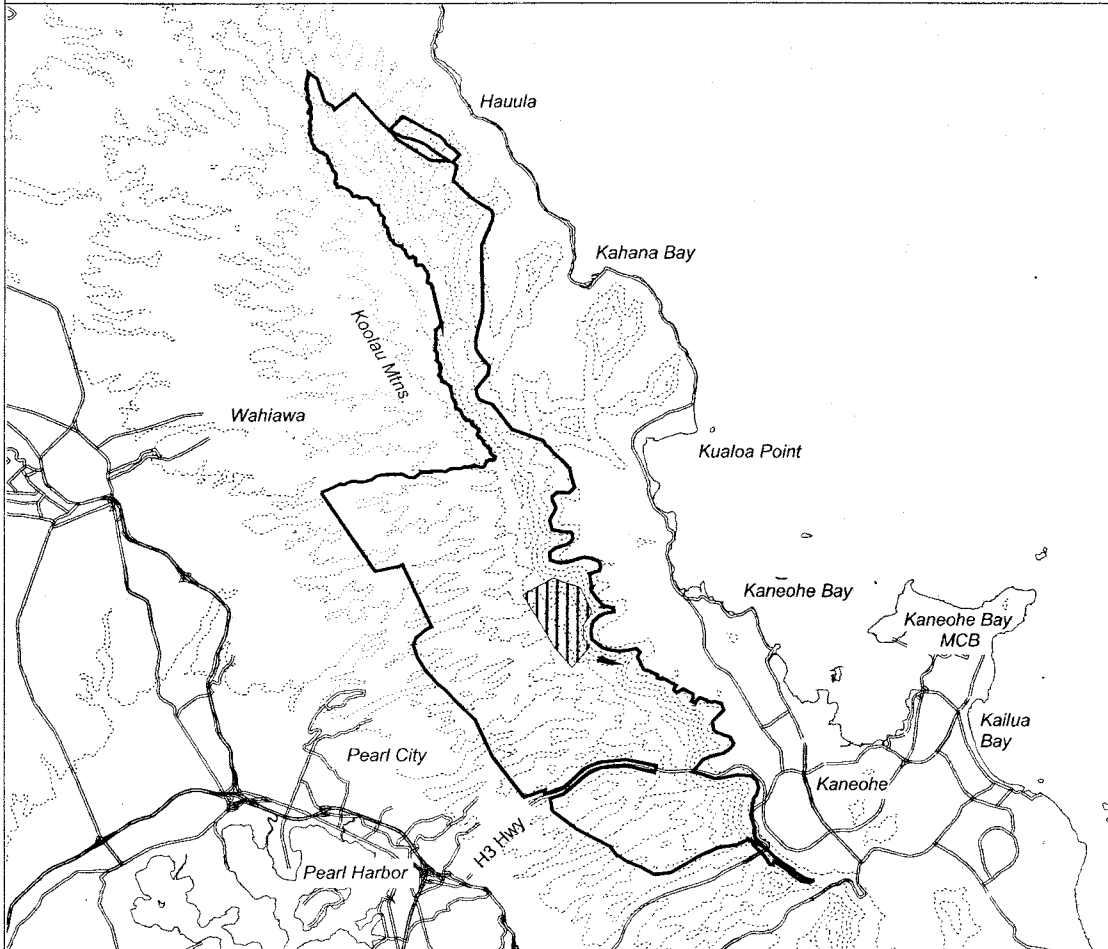 Hauula
Kahana Bay
Koolau Mtns.
Wahiawa
Kualoa Point
Kaneohe Bay
Kaneohe Bay
MCB
Kailua
Bay
Pearl City
Kaneohe
H3 Hwy
Pearl Harbor